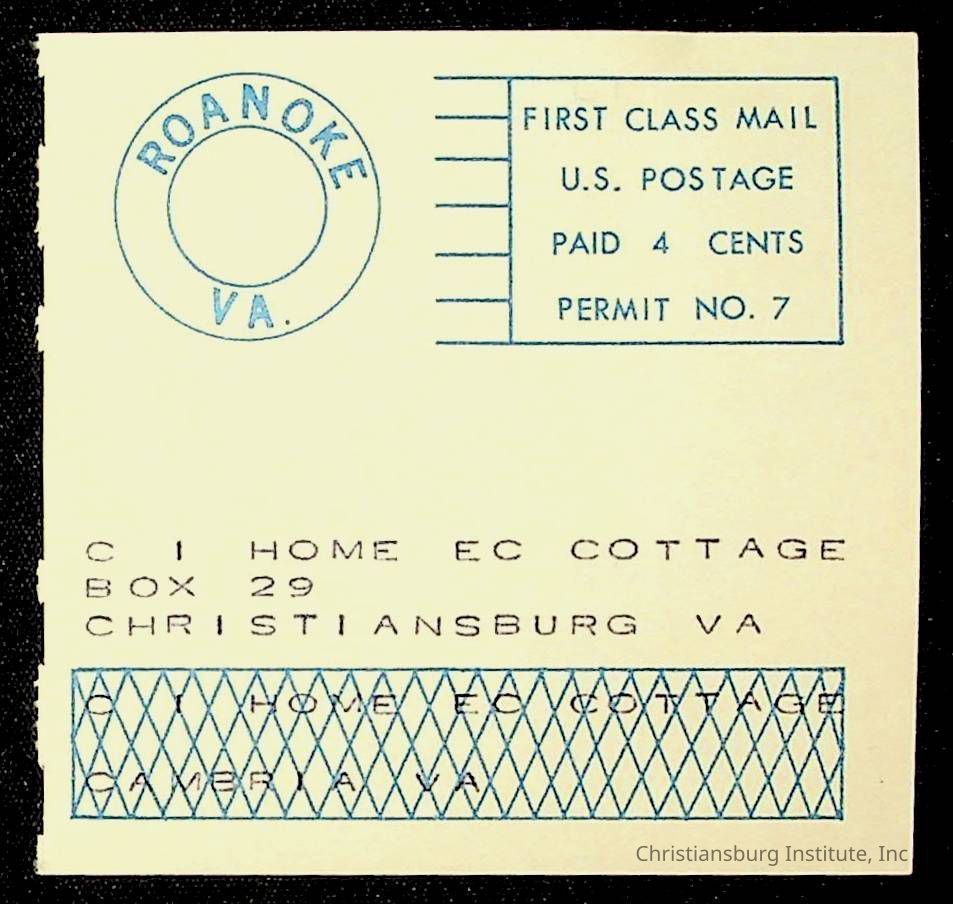 ROANOKE
VA.
FIRST CLASS MAIL
U.S. POSTAGE
PAID 4 CENTS
PERMIT NO. 7
C I HOME EC COTTAGE
BOX 29
CHRISTIANSBURG VA
C I HOME EC COTTAGE
CAMBRIA VA
Christiansburg Institute, Inc